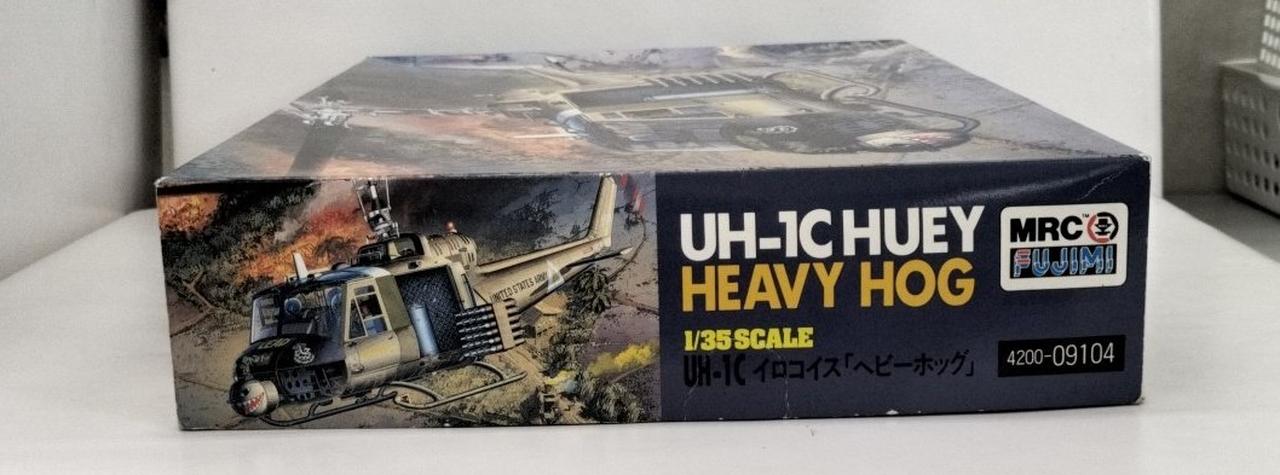 UH-1C HUEY
HEAVY HOG
1/35 SCALE
UH-1C イロコイス「ヘビーホッグ」
MRC™
FUJIMI
4200-09104
UNITED STATES ARMY